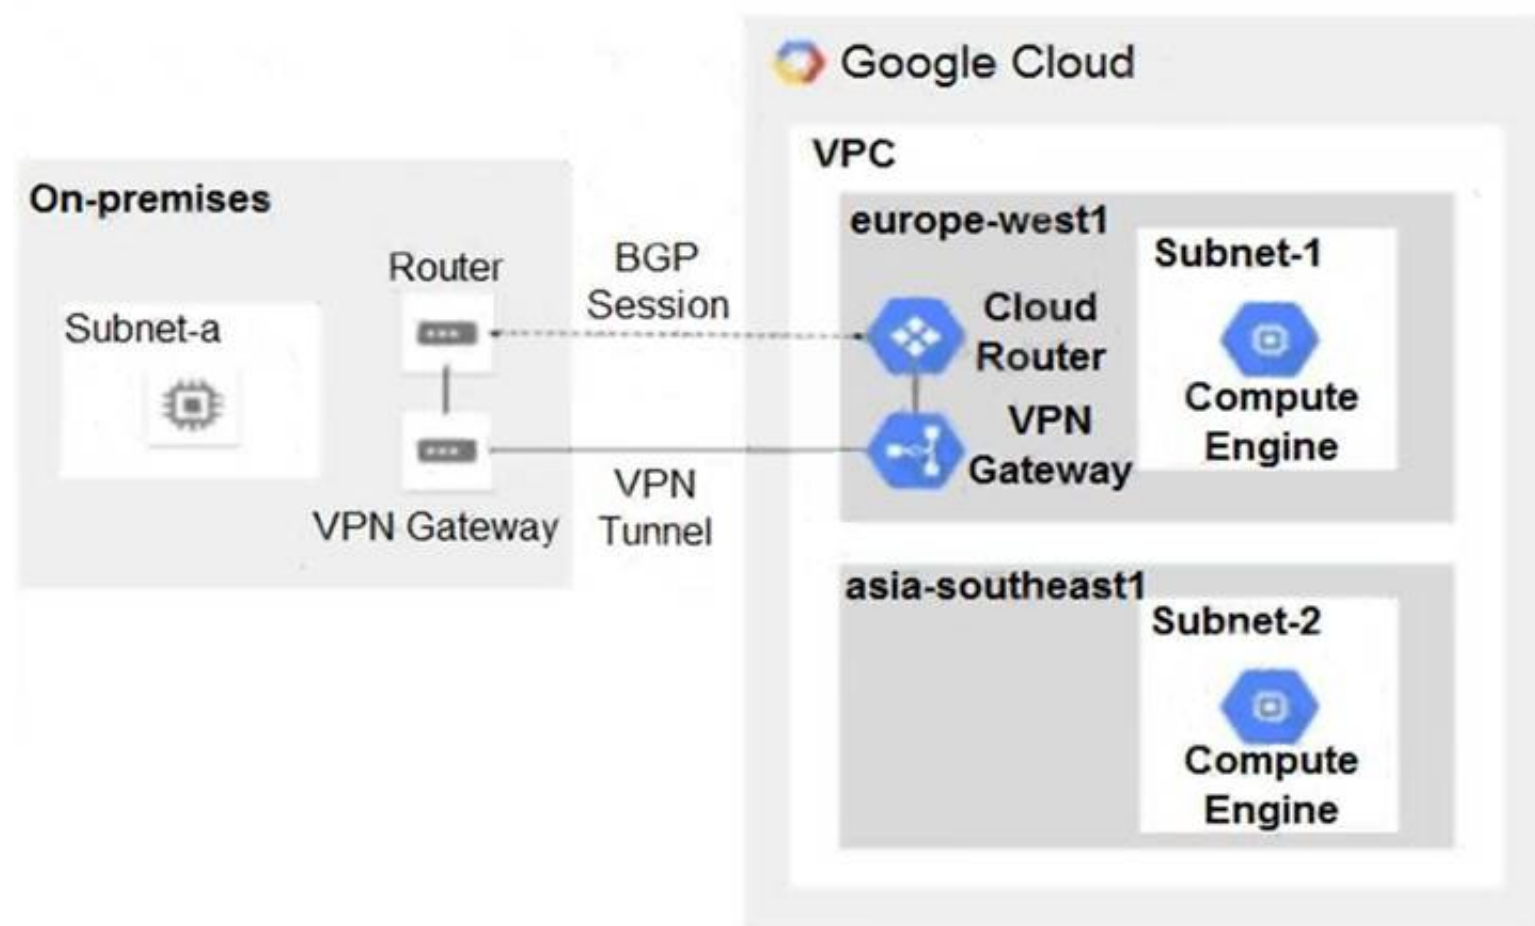 Google Cloud
VPC
On-premises
europe-west1
Subnet-1
BGP
Session
Router
Subnet-a
Cloud
Router
Compute
Engine
VPN
Gateway
VPN
Tunnel
VPN Gateway
asia-southeast1
Subnet-2
Compute
Engine